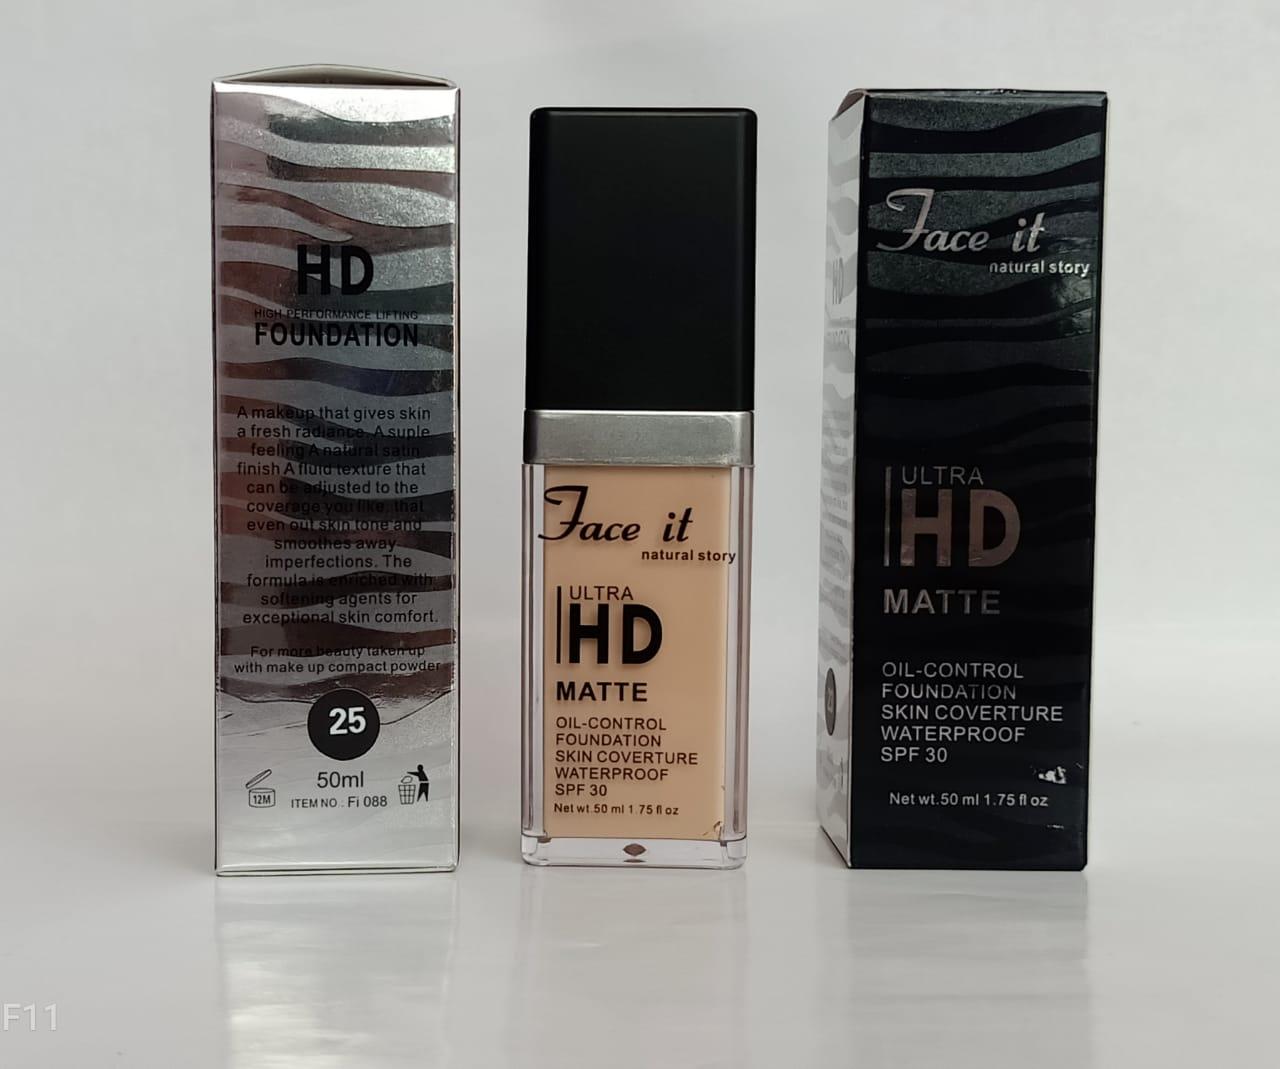 HD
HIGH PERFORMANCE LIFTING
FOUNDATION
A makeup that gives skin
a fresh radiance. A suple
feeling A natural satin
finish A fluid texture that
can be adjusted to the
coverage you like, that
even out skin tone and
smoothes away
imperfections. The
formula is enriched with
softening agents for
exceptional skin comfort.
For more beauty taken up
with make up compact powder
25
50ml
12M
ITEM NO. Fi 088
Face it
natural story
ULTRA
HD
MATTE
OIL-CONTROL
FOUNDATION
SKIN COVERTURE
WATERPROOF
SPF 30
Net wt.50 ml 1.75 fl oz
Face it
natural story
ULTRA
HD
MATTE
OIL-CONTROL
FOUNDATION
SKIN COVERTURE
WATERPROOF
SPF 30
Net wt.50 ml 1.75 fl oz
HD
F11